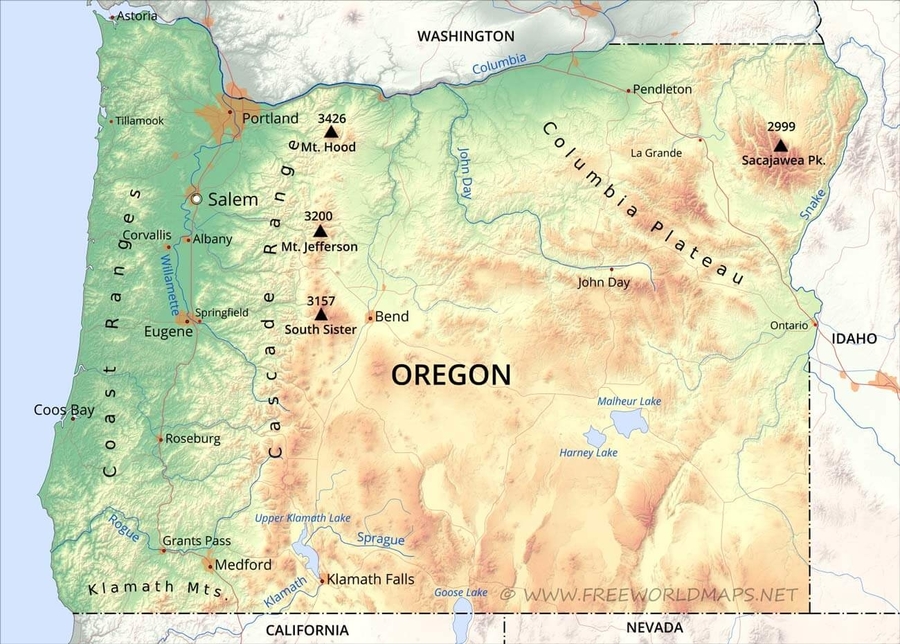 Astoria
WASHINGTON
Columbia
Pendleton
Tillamook
Portland
3426
Mt. Hood
2999
Sacajawea Pk.
La Grande
John Day
Columbia Plateau
Snake
Salem
Coast Ranges
Cascade Range
Corvallis
Albany
3200
Mt. Jefferson
Willamette
John Day
3157
South Sister
Springfield
Eugene
Bend
Ontario
IDAHO
OREGON
Coos Bay
Malheur Lake
Roseburg
Harney Lake
Rogue
Upper Klamath Lake
Grants Pass
Sprague
Medford
Klamath Mts.
Klamath
Klamath Falls
Goose Lake
© WWW.FREEWORLDMAPS.NET
CALIFORNIA
NEVADA